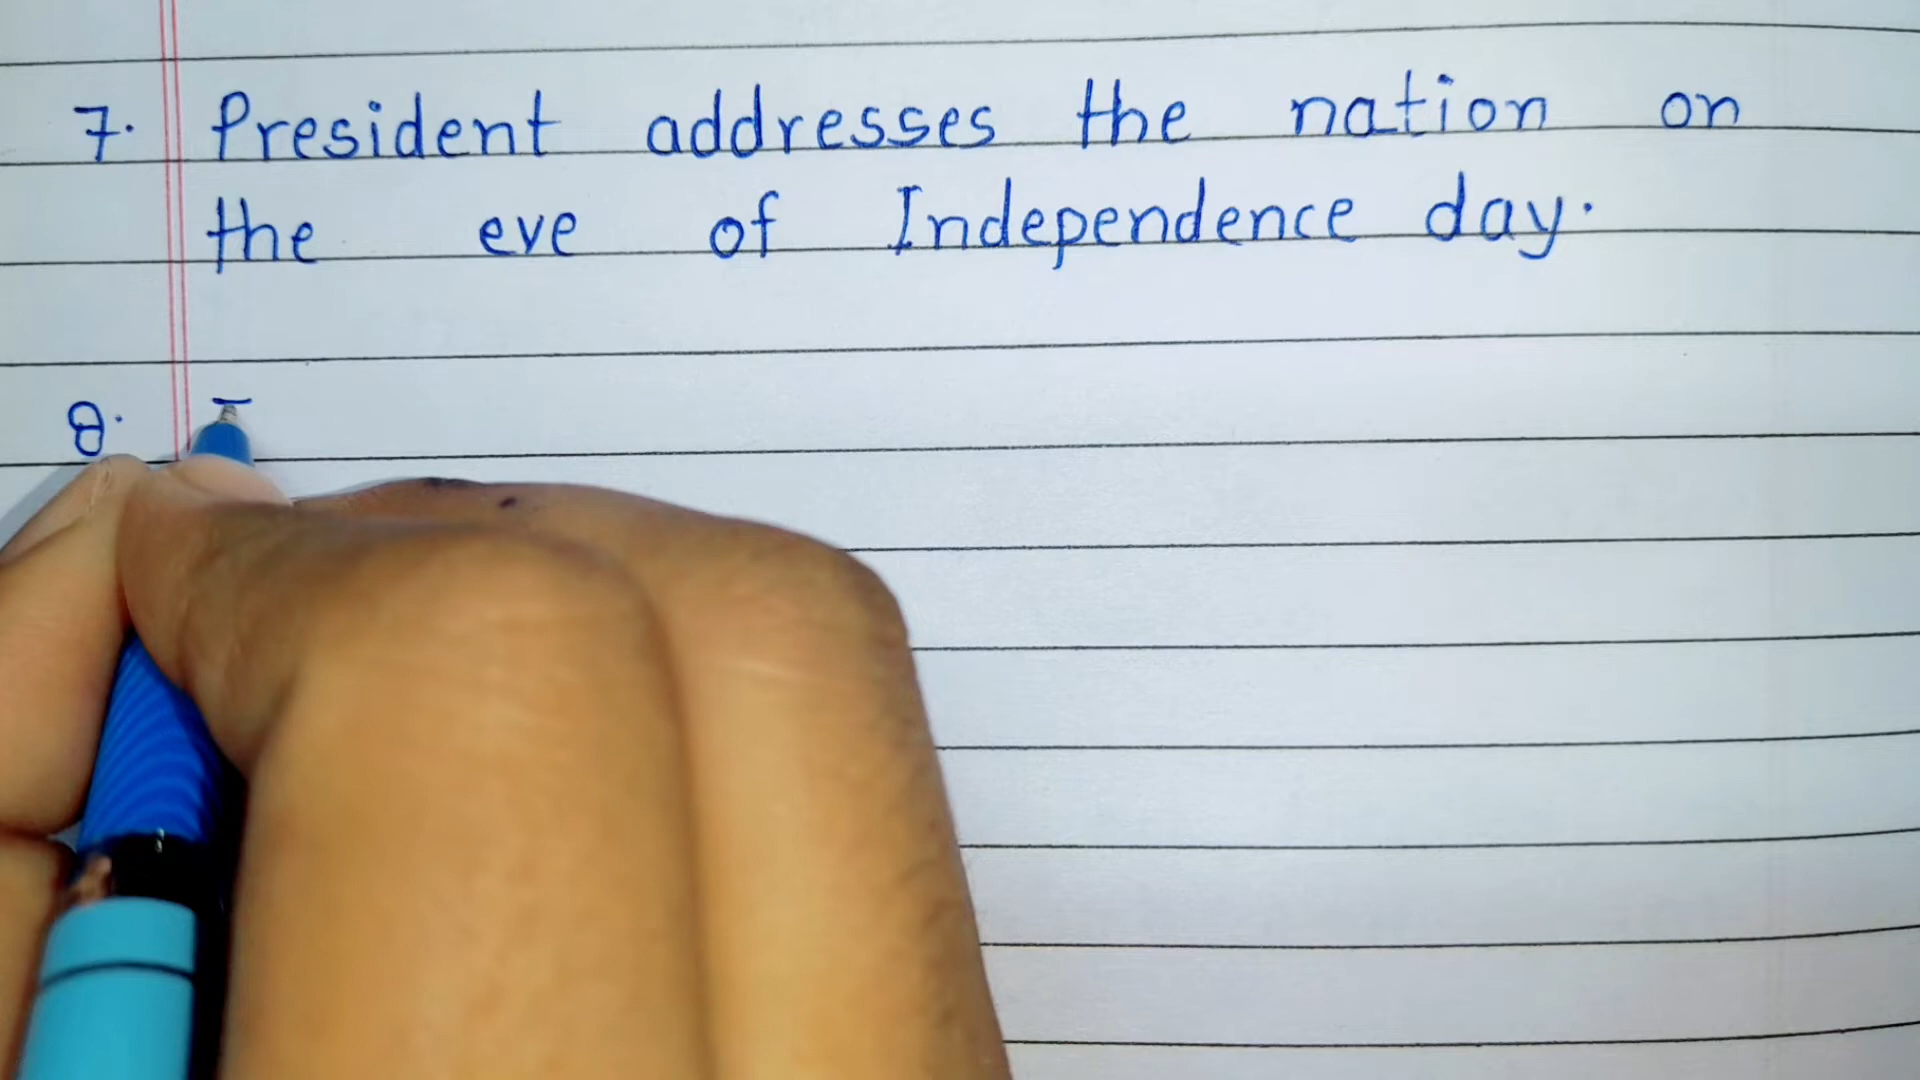 7. President addresses the nation on
the eve of Independence day.
8.